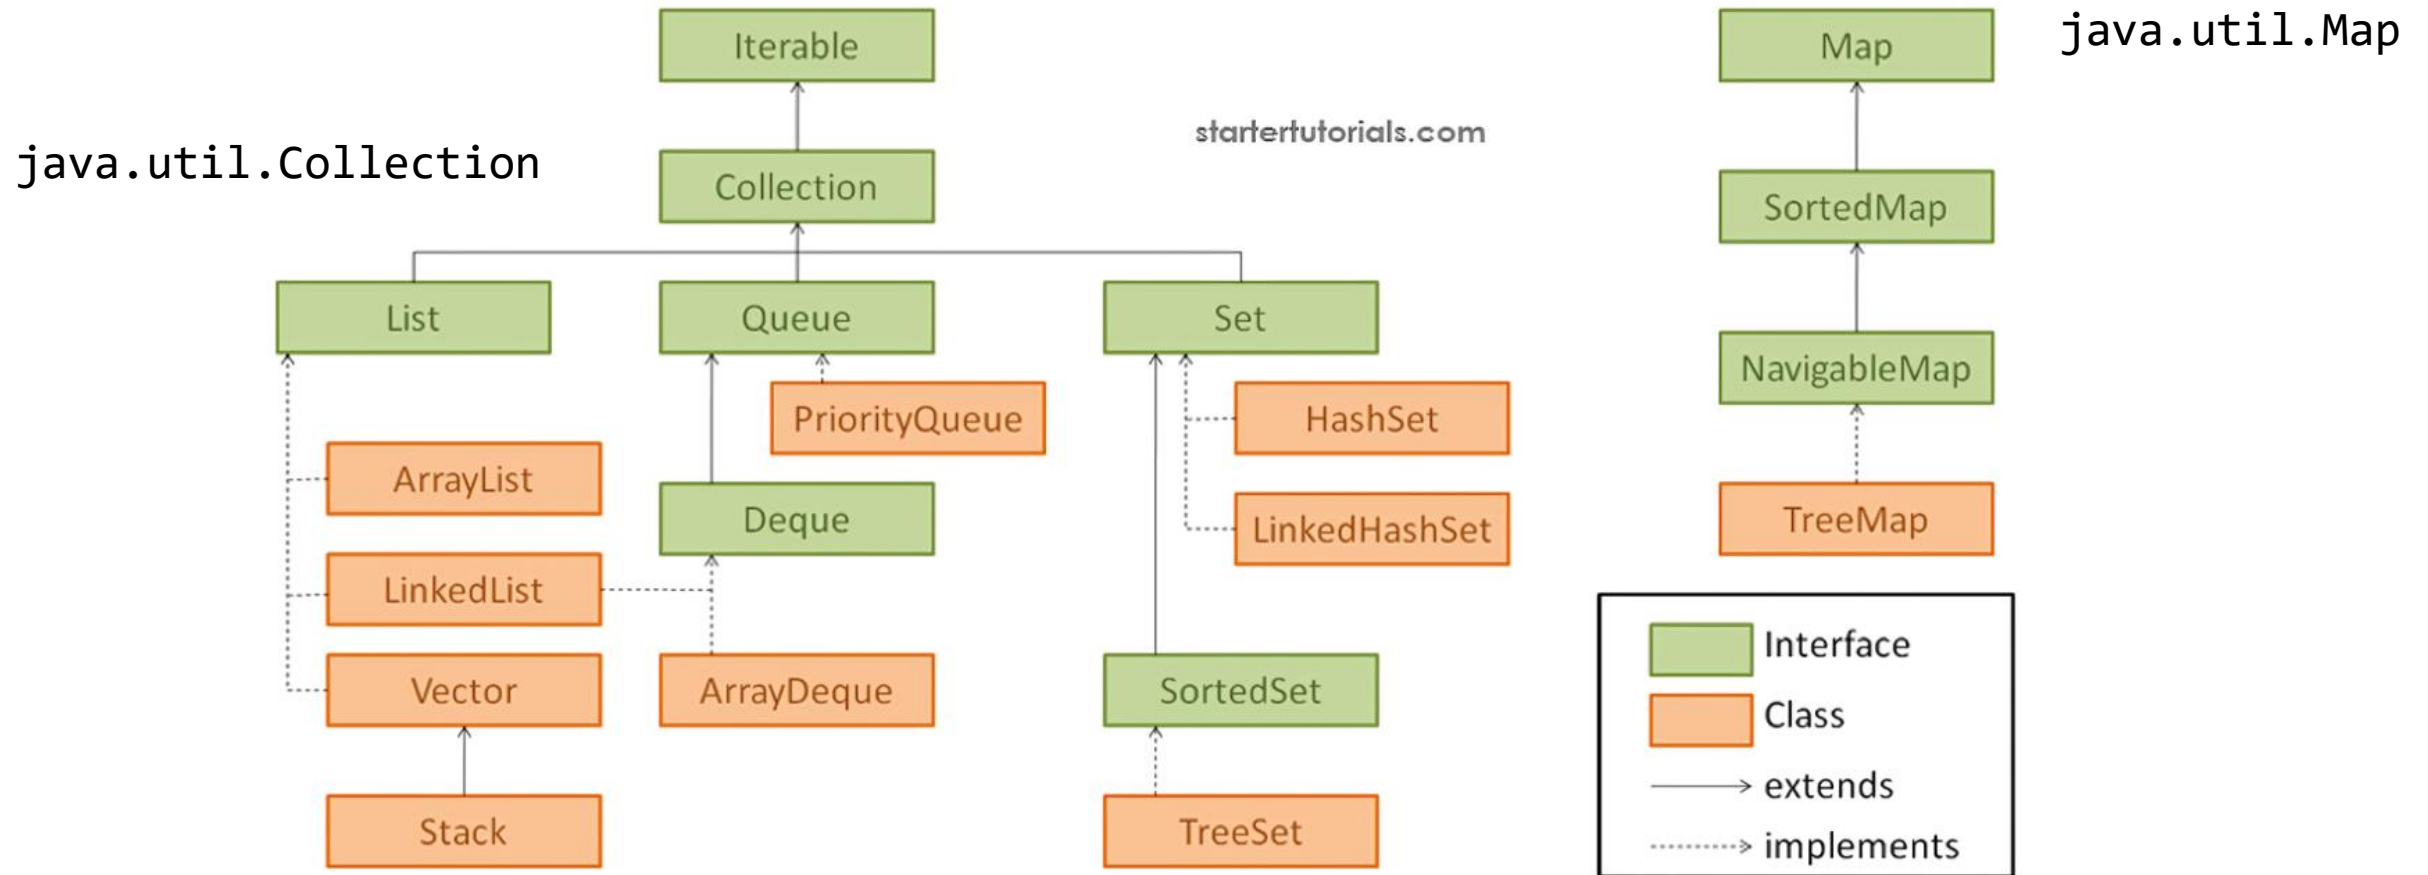 Iterable
Map
java.util.Map
startertutorials.com
java.util.Collection
Collection
SortedMap
List
Queue
Set
NavigableMap
PriorityQueue
HashSet
ArrayList
Deque
LinkedHashSet
TreeMap
LinkedList
Vector
ArrayDeque
SortedSet
Stack
TreeSet
Interface
Class
extends
implements